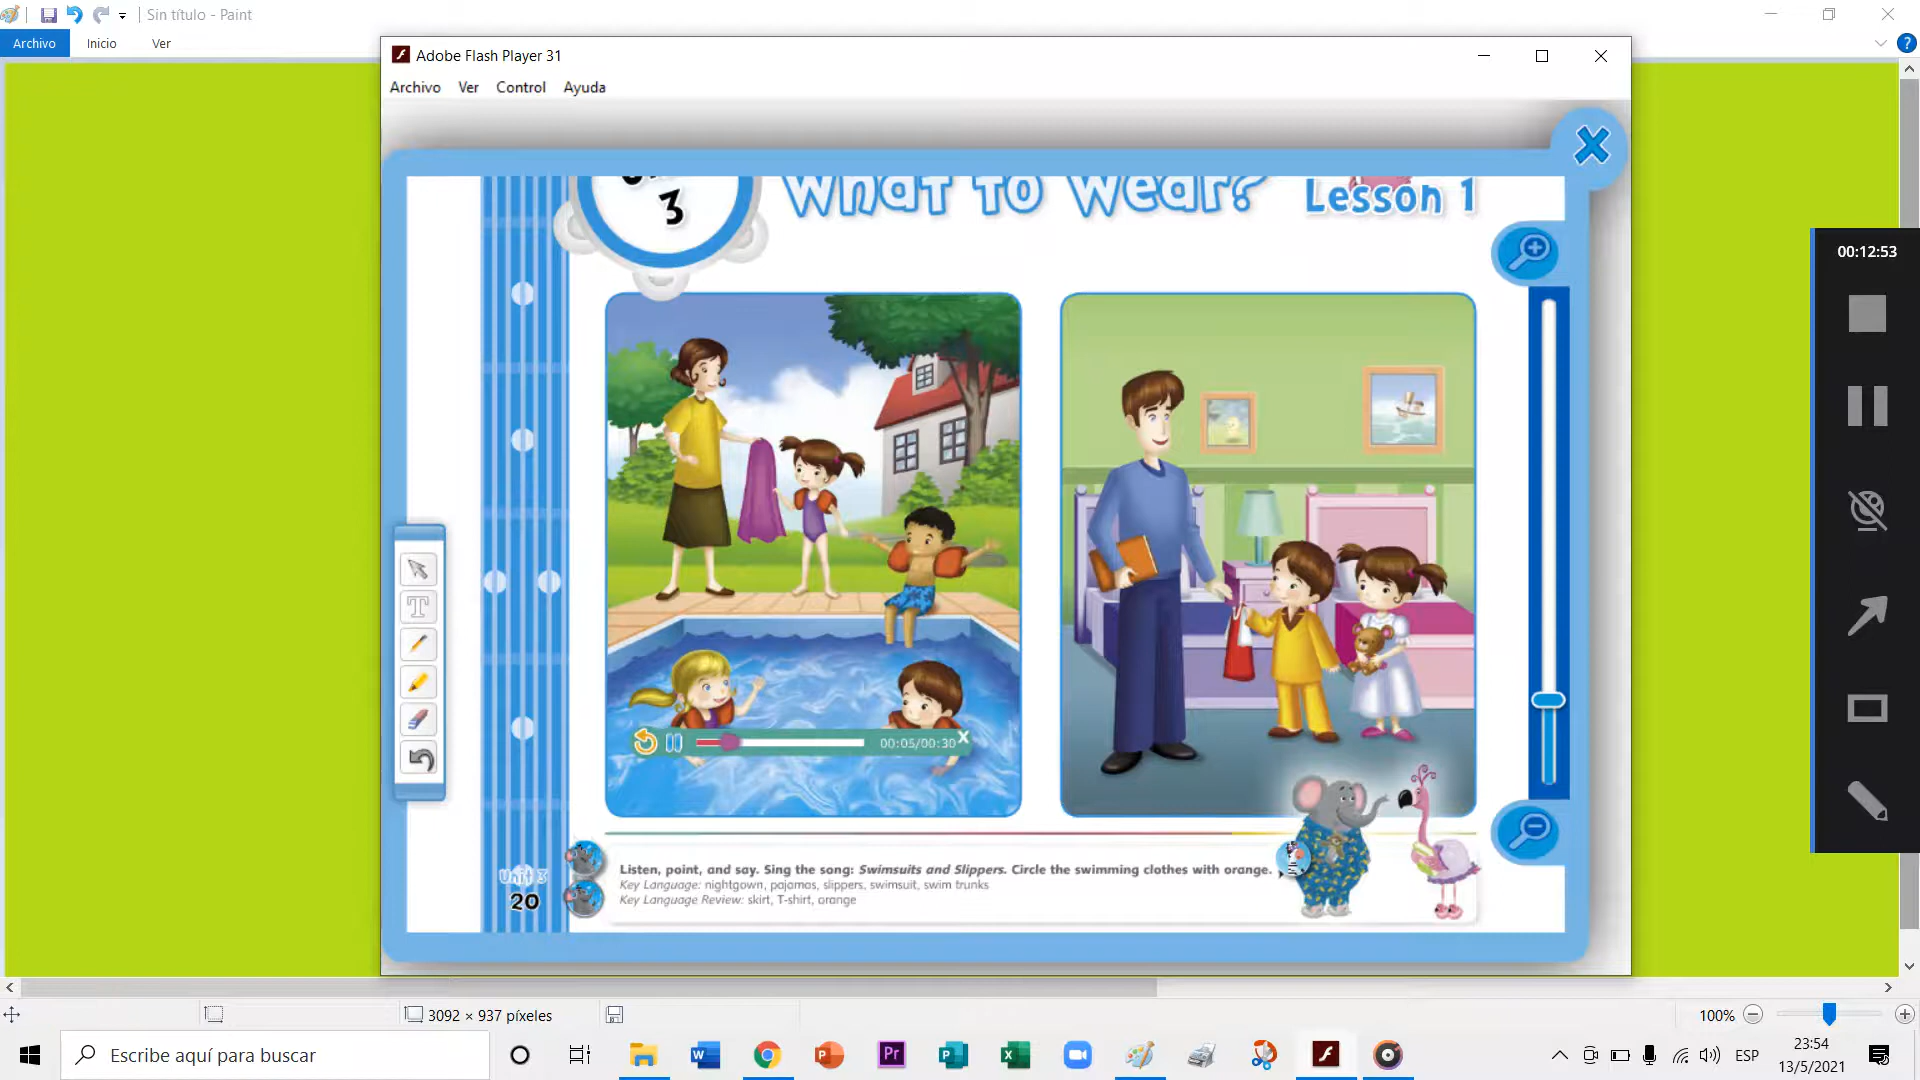 Sin título - Paint
Archivo Inicio Ver
Adobe Flash Player 31
Archivo Ver Control Ayuda
3
What to Wear? Lesson 1
00:12:53
00:05/00:30 X
Unit 3
20
Listen, point, and say. Sing the song: Swimsuits and Slippers. Circle the swimming clothes with orange.
Key Language: nightgown, pajamas, slippers, swimsuit, swim trunks
Key Language Review: skirt, T-shirt, orange
3092 × 937 píxeles
100%
Escribe aquí para buscar
ESP
23:54
13/5/2021